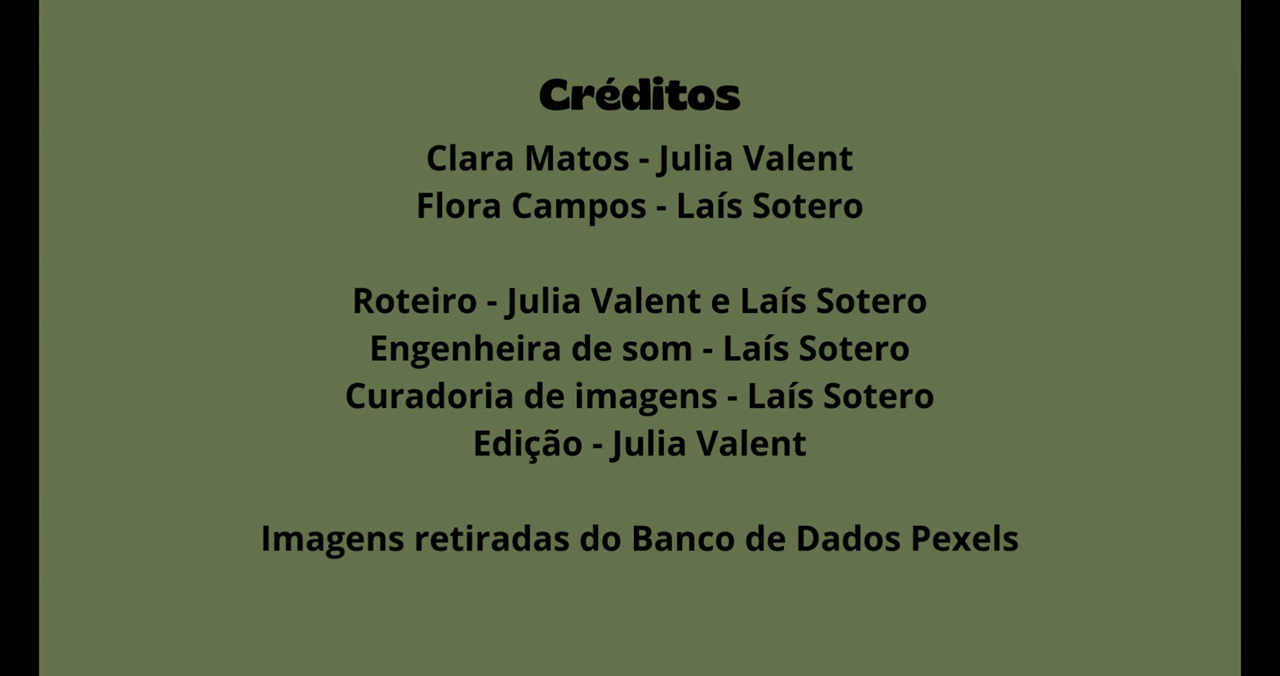 Créditos
Clara Matos - Julia Valent
Flora Campos - Laís Sotero
Roteiro - Julia Valent e Laís Sotero
Engenheira de som - Laís Sotero
Curadoria de imagens - Laís Sotero
Edição - Julia Valent
Imagens retiradas do Banco de Dados Pexels